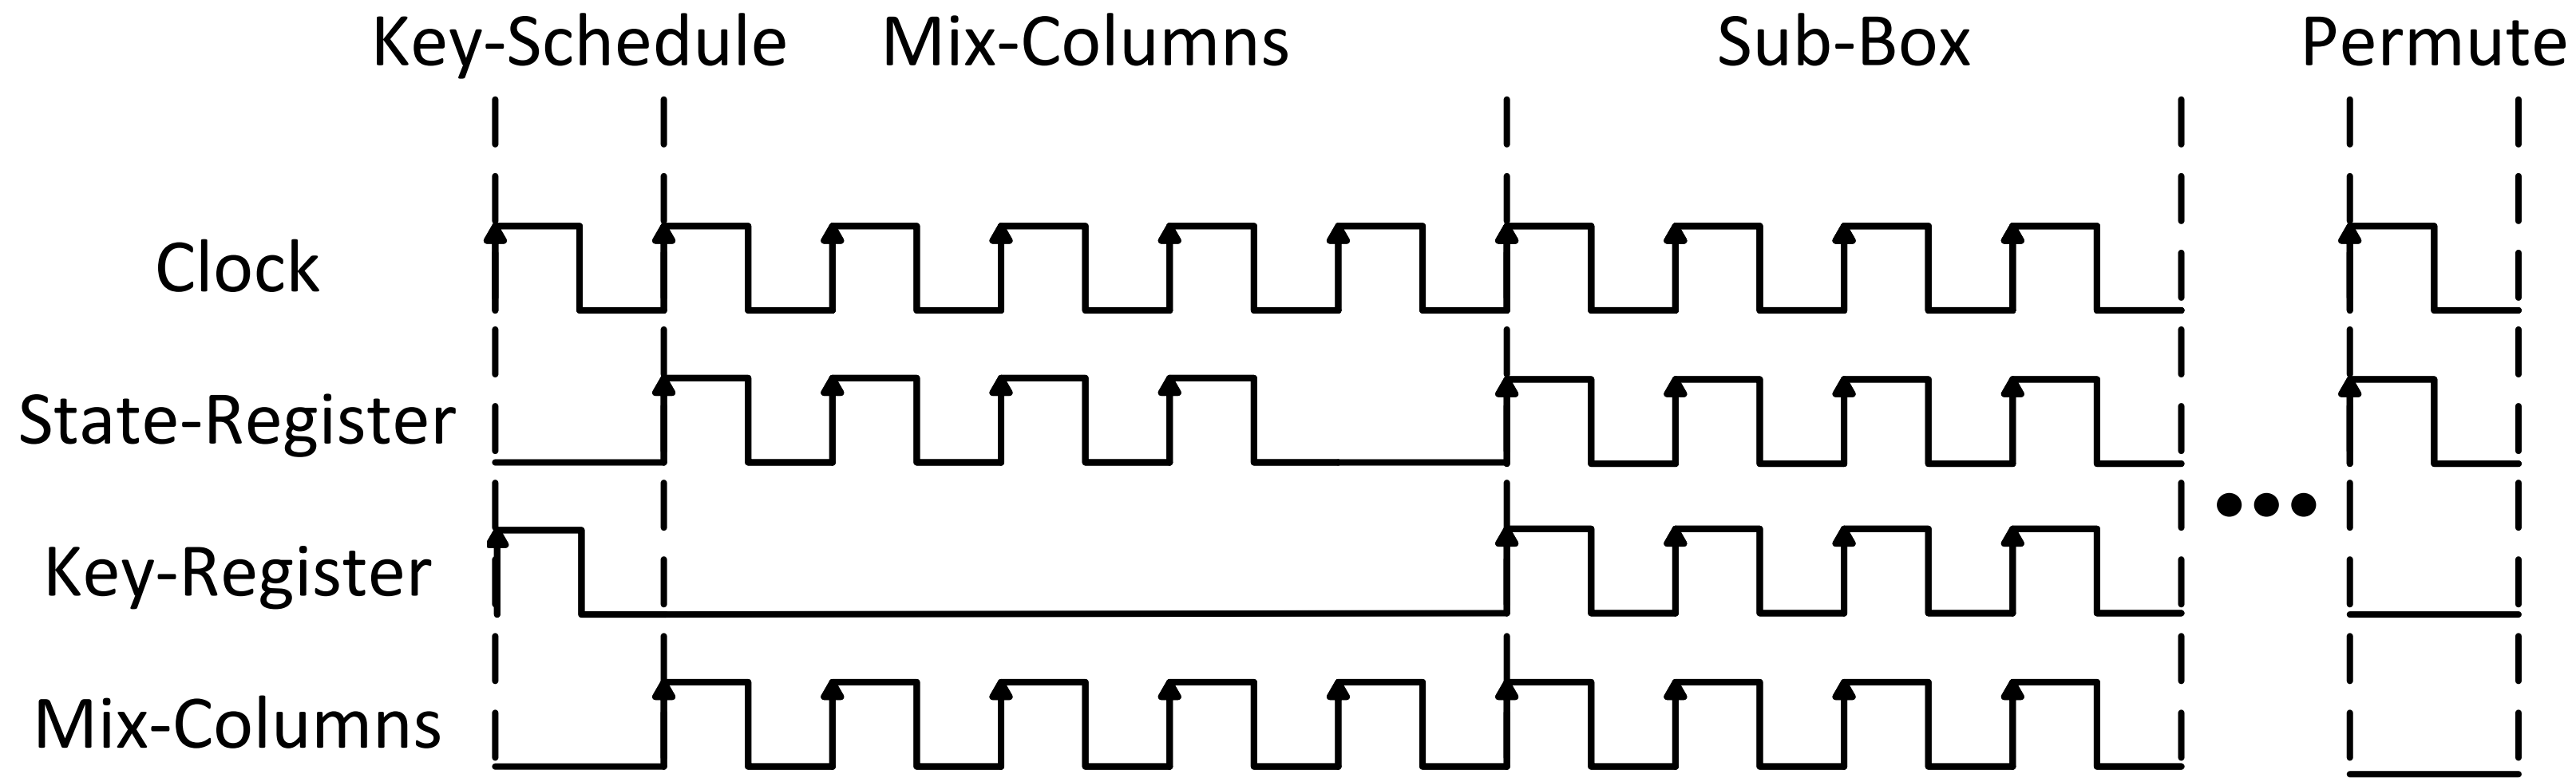 Key-Schedule Mix-Columns Sub-Box Permute
Clock
State-Register
Key-Register
Mix-Columns